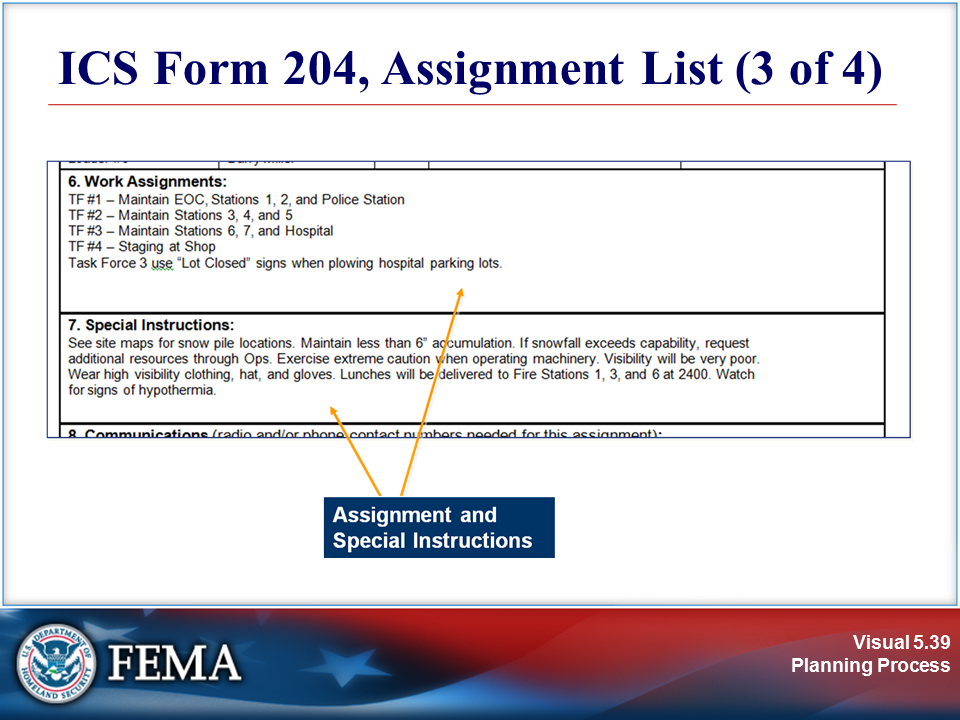 ICS Form 204, Assignment List (3 of 4)
6. Work Assignments:
TF #1 – Maintain EOC, Stations 1, 2, and Police Station
TF #2 – Maintain Stations 3, 4, and 5
TF #3 – Maintain Stations 6, 7, and Hospital
TF #4 – Staging at Shop
Task Force 3 use “Lot Closed” signs when plowing hospital parking lots.
7. Special Instructions:
See site maps for snow pile locations. Maintain less than 6” accumulation. If snowfall exceeds capability, request
additional resources through Ops. Exercise extreme caution when operating machinery. Visibility will be very poor.
Wear high visibility clothing, hat, and gloves. Lunches will be delivered to Fire Stations 1, 3, and 6 at 2400. Watch
for signs of hypothermia.
8. Communications (radio and/or phone contact numbers needed for this assignment):
Assignment and
Special Instructions
U.S. DEPARTMENT OF
HOMELAND SECURITY
FEMA
Visual 5.39
Planning Process